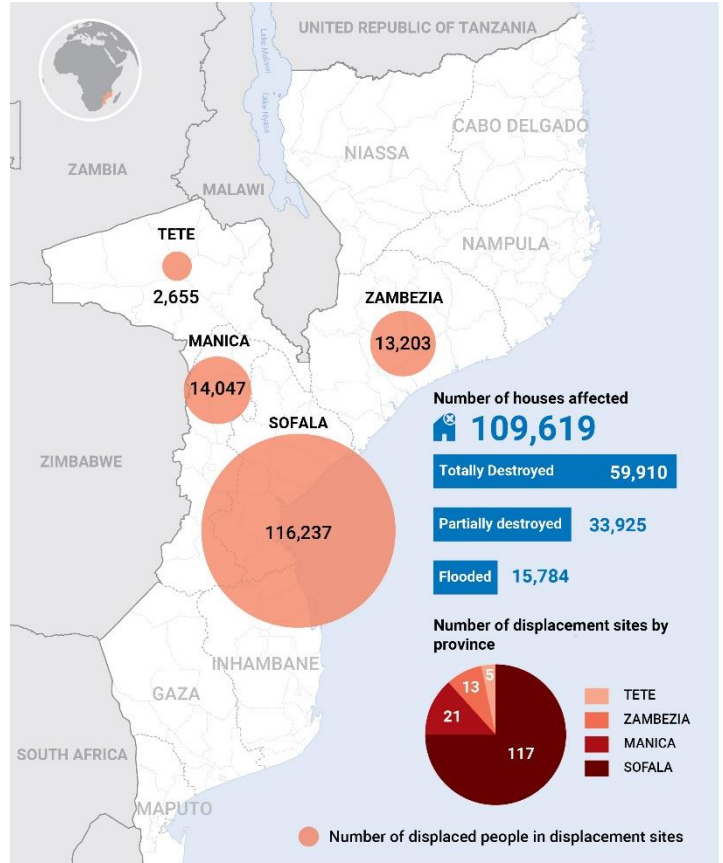 UNITED REPUBLIC OF TANZANIA
Lake Malawi
Lake Nyasa
CABO DELGADO
NIASSA
ZAMBIA
MALAWI
NAMPULA
TETE
2,655
ZAMBEZIA
13,203
MANICA
14,047
SOFALA
116,237
ZIMBABWE
Number of houses affected
109,619
Totally Destroyed 59,910
Partially destroyed 33,925
Flooded 15,784
Number of displacement sites by
province
5
13
21
117
TETE
ZAMBEZIA
MANICA
SOFALA
INHAMBANE
GAZA
SOUTH AFRICA
MAPUTO
Number of displaced people in displacement sites